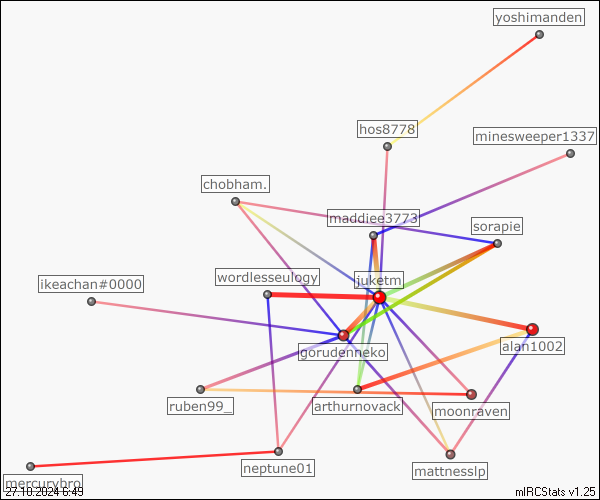 yoshimanden
hos8778
minesweeper1337
chobham.
maddiee3773
sorapie
wordlesseulogy
juketm
ikeachan#0000
gorudenneko
alan1002
ruben99_
arthurnovack
moonraven
neptune01
mattnesslp
mercurybro
27.10.2024 6:49
mIRCStats v1.25